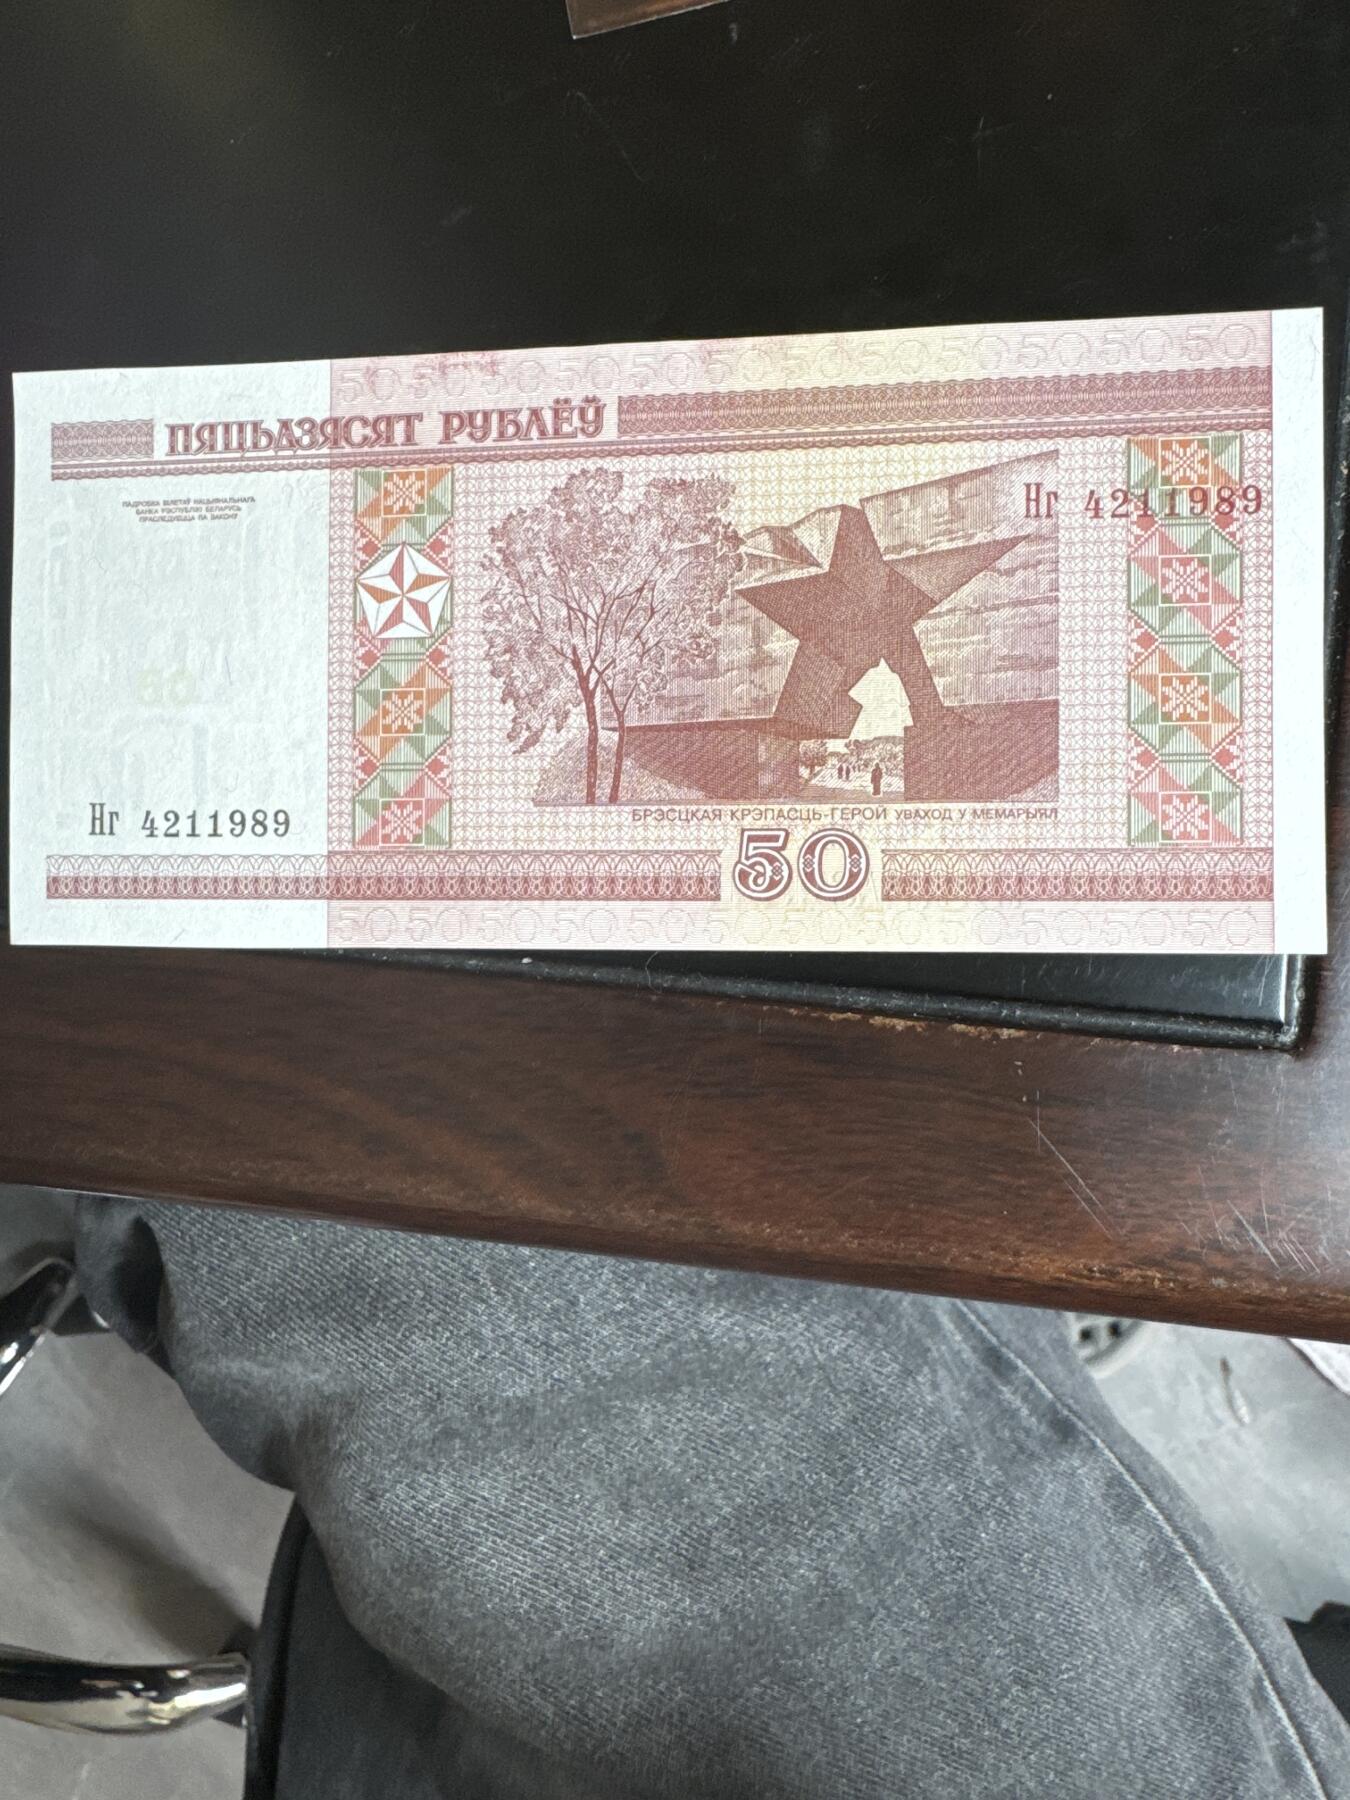 ПЯЦЬДЗЯСЯТ РУБЛЁЎ
ПАДРОБКА БІЛЕТАЎ НАЦЫЯНАЛЬНАГА
БАНКА РЭСПУБЛІКІ БЕЛАРУСЬ
ПРАСЛЕДУЕЦЦА ПА ЗАКОНУ
Нг 4211989
Нг 4211989
БРЭСЦКАЯ КРЭПАСЦЬ-ГЕРОЙ УВАХОД У МЕМАРЫЯЛ
50